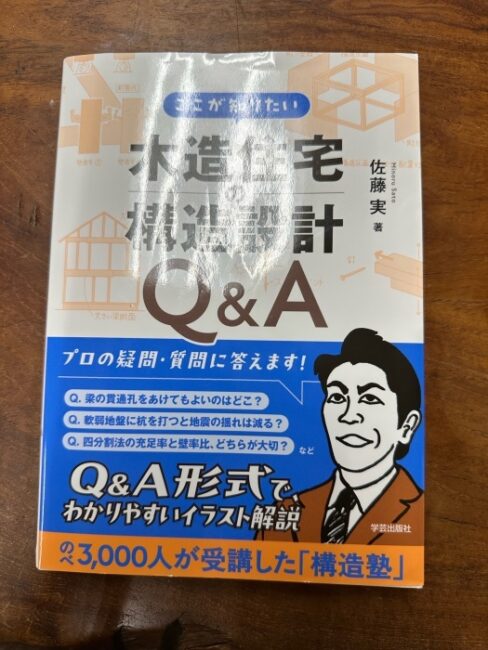 ここが知りたい
木造住宅
の
構造設計
Q&A
佐藤 実 著
Minoru Sato
プロの疑問・質問に答えます!
Q. 梁の貫通孔をあけてもよいのはどこ?
Q. 軟弱地盤に杭を打つと地震の揺れは減る?
Q. 四分割法の充足率と壁率比、どちらが大切?
など
Q&A形式で、
わかりやすいイラスト解説
学芸出版社
のべ3,000人が受講した「構造塾」